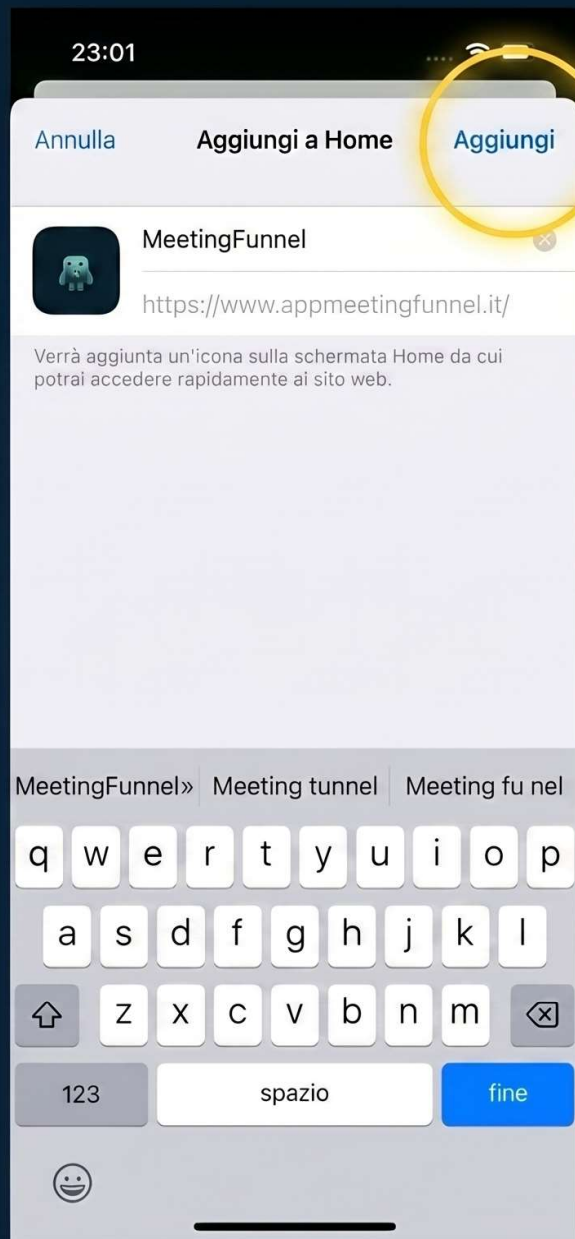 23:01
Annulla
Aggiungi a Home
Aggiungi
MeetingFunnel
https://www.appmeetingfunnel.it/
Verrà aggiunta un'icona sulla schermata Home da cui
potrai accedere rapidamente ai sito web.
MeetingFunnel»
Meeting tunnel
Meeting fu nel
q w e r t y u i o p
a s d f g h j k l
z x c v b n m
123
spazio
fine